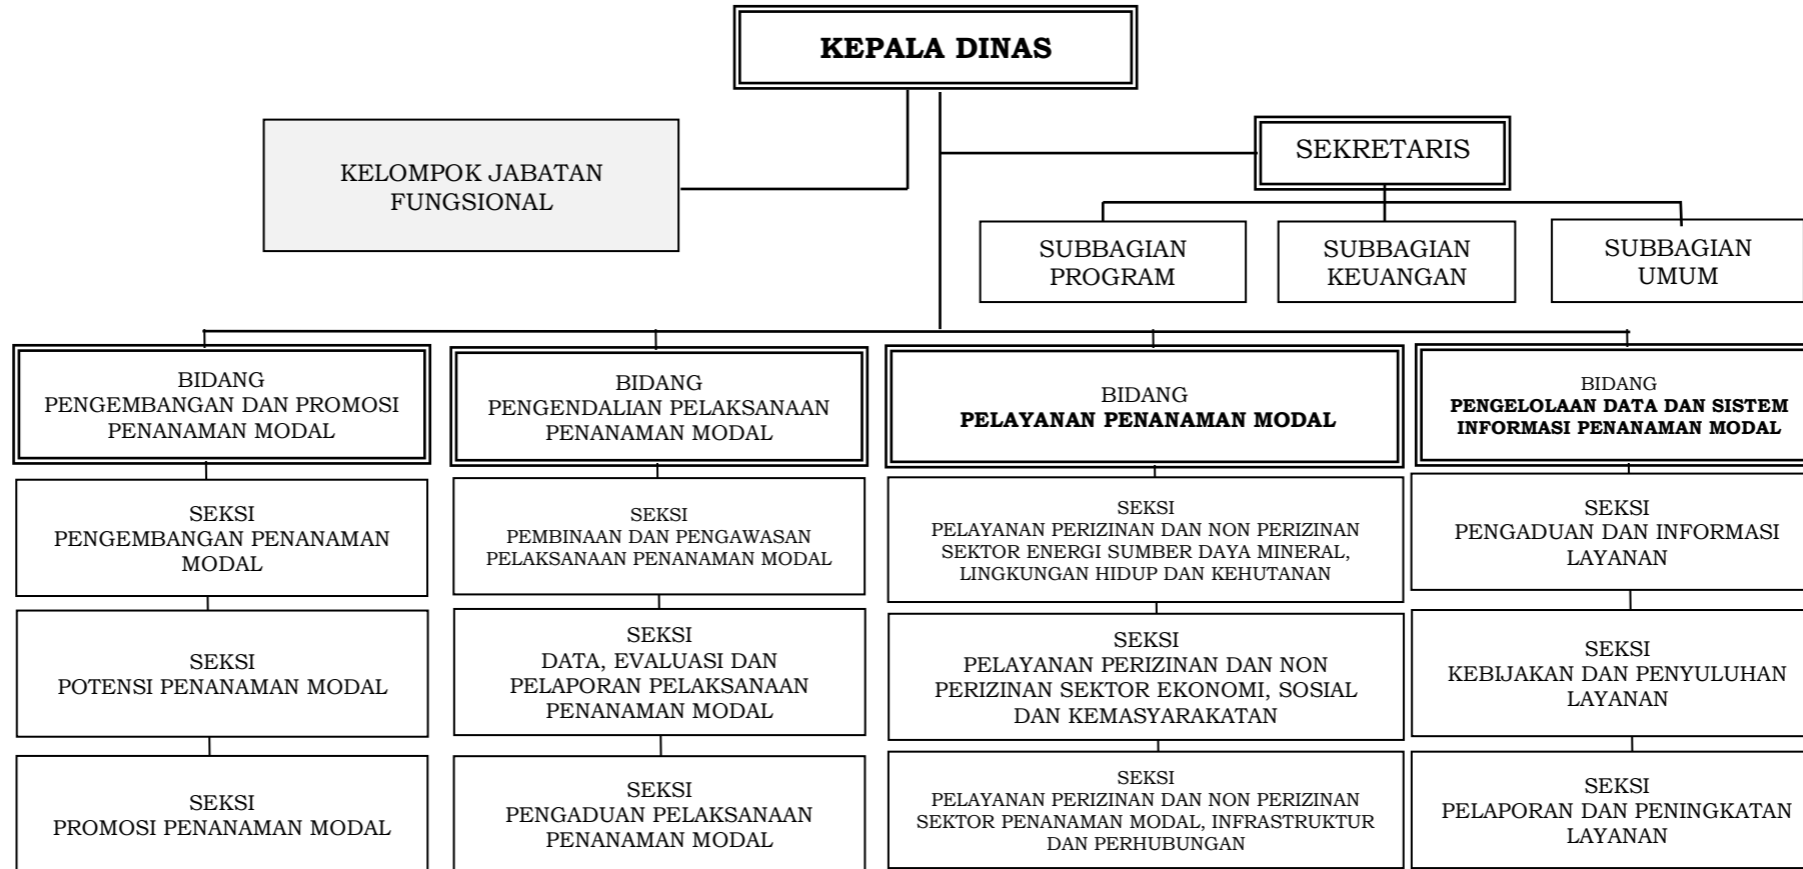 KEPALA DINAS
KELOMPOK JABATAN
FUNGSIONAL
SEKRETARIS
SUBBAGIAN
PROGRAM
SUBBAGIAN
KEUANGAN
SUBBAGIAN
UMUM
BIDANG
PENGEMBANGAN DAN PROMOSI
PENANAMAN MODAL
SEKSI
PENGEMBANGAN PENANAMAN
MODAL
SEKSI
POTENSI PENANAMAN MODAL
SEKSI
PROMOSI PENANAMAN MODAL
BIDANG
PENGENDALIAN PELAKSANAAN
PENANAMAN MODAL
SEKSI
PEMBINAAN DAN PENGAWASAN
PELAKSANAAN PENANAMAN MODAL
SEKSI
DATA, EVALUASI DAN
PELAPORAN PELAKSANAAN
PENANAMAN MODAL
SEKSI
PENGADUAN PELAKSANAAN
PENANAMAN MODAL
BIDANG
PELAYANAN PENANAMAN MODAL
SEKSI
PELAYANAN PERIZINAN DAN NON PERIZINAN
SEKTOR ENERGI SUMBER DAYA MINERAL,
LINGKUNGAN HIDUP DAN KEHUTANAN
SEKSI
PELAYANAN PERIZINAN DAN NON
PERIZINAN SEKTOR EKONOMI, SOSIAL
DAN KEMASYARAKATAN
SEKSI
PELAYANAN PERIZINAN DAN NON PERIZINAN
SEKTOR PENANAMAN MODAL, INFRASTRUKTUR
DAN PERHUBUNGAN
BIDANG
PENGELOLAAN DATA DAN SISTEM
INFORMASI PENANAMAN MODAL
SEKSI
PENGADUAN DAN INFORMASI
LAYANAN
SEKSI
KEBIJAKAN DAN PENYULUHAN
LAYANAN
SEKSI
PELAPORAN DAN PENINGKATAN
LAYANAN